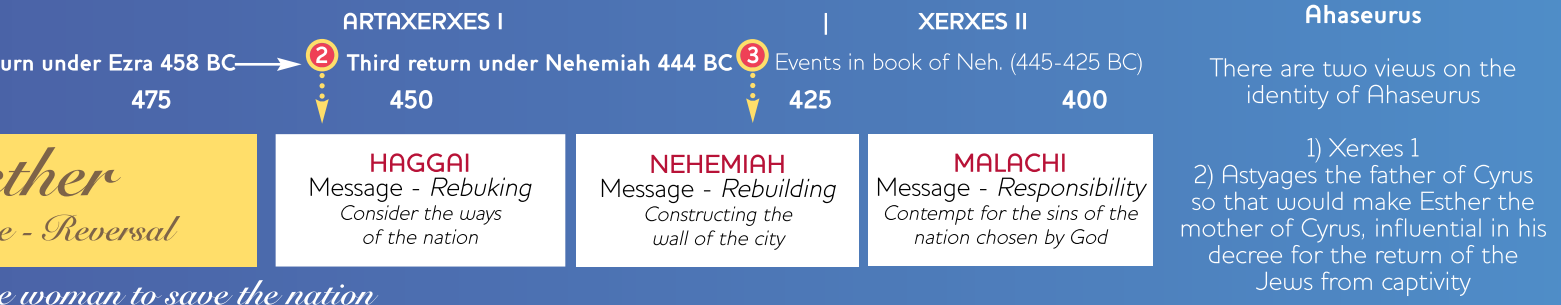 ARTAXERXES I | XERXES II
urn under Ezra 458 BC 2 Third return under Nehemiah 444 BC 3 Events in book of Neh. (445-425 BC)
475 450 425 400
ther
e - Reversal
HAGGAI
Message - Rebuking
Consider the ways
of the nation
NEHEMIAH
Message - Rebuilding
Constructing the
wall of the city
MALACHI
Message - Responsibility
Contempt for the sins of the
nation chosen by God
e woman to save the nation
Ahaseurus
There are two views on the
identity of Ahaseurus
1) Xerxes 1
2) Astyages the father of Cyrus
so that would make Esther the
mother of Cyrus, influential in his
decree for the return of the
Jews from captivity